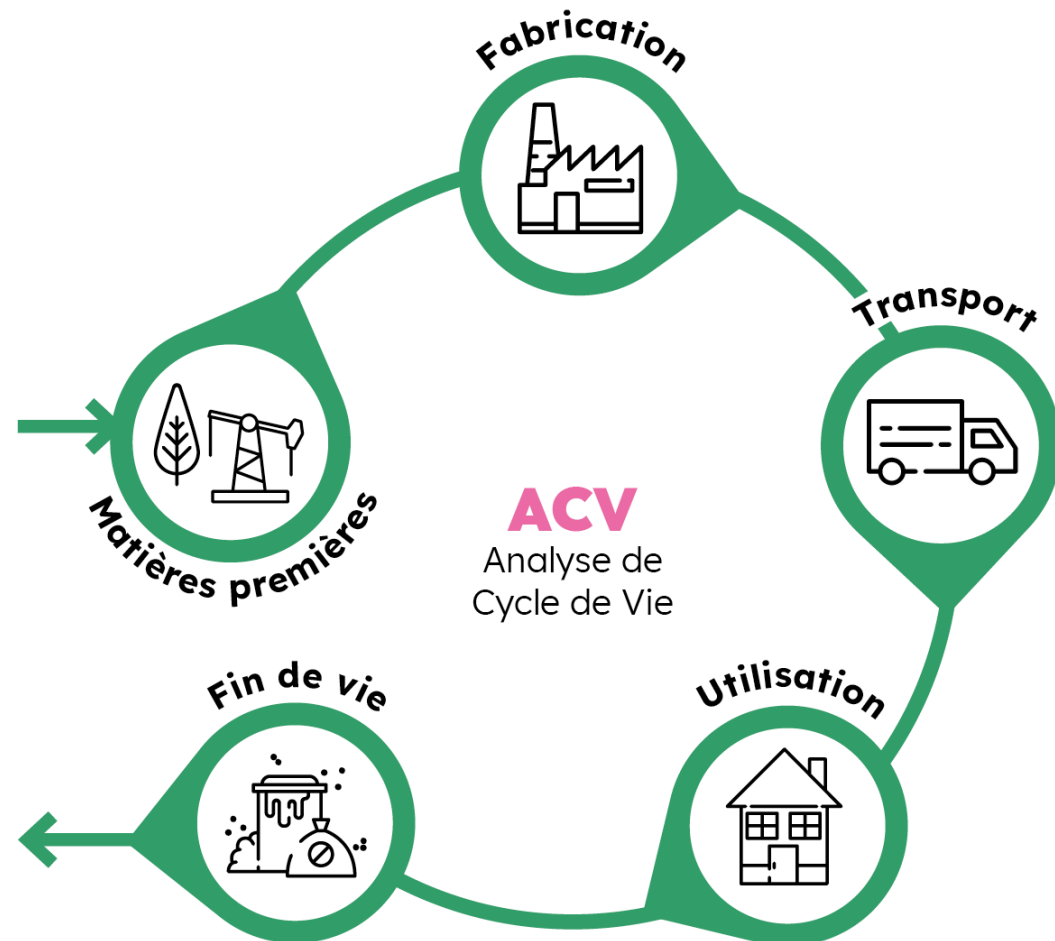 Fabrication
Transport
Matières premières
ACV
Analyse de
Cycle de Vie
Fin de vie
Utilisation